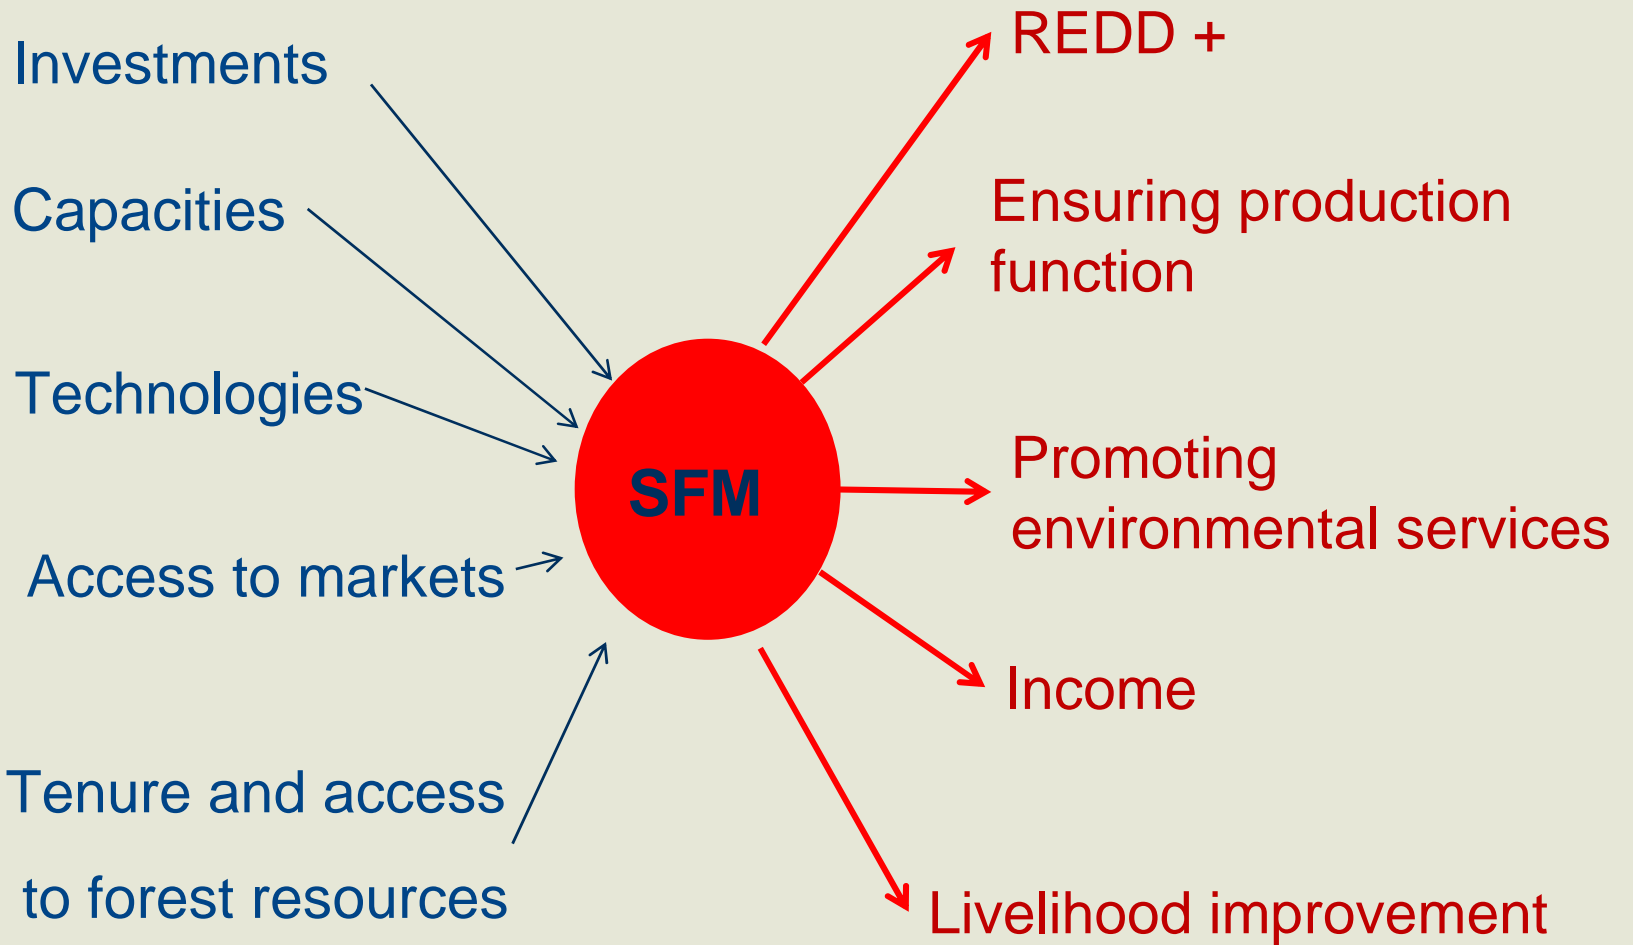 Investments
Capacities
Technologies
Access to markets
Tenure and access
to forest resources
SFM
REDD +
Ensuring production
function
Promoting
environmental services
Income
Livelihood improvement